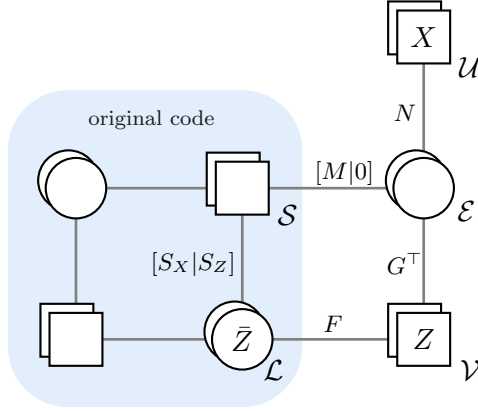 X
𝒰
original code
N
[M|0]
𝒮
ℰ
[S_X|S_Z]
G^⊤
Z̄
F
Z
ℒ
𝒱